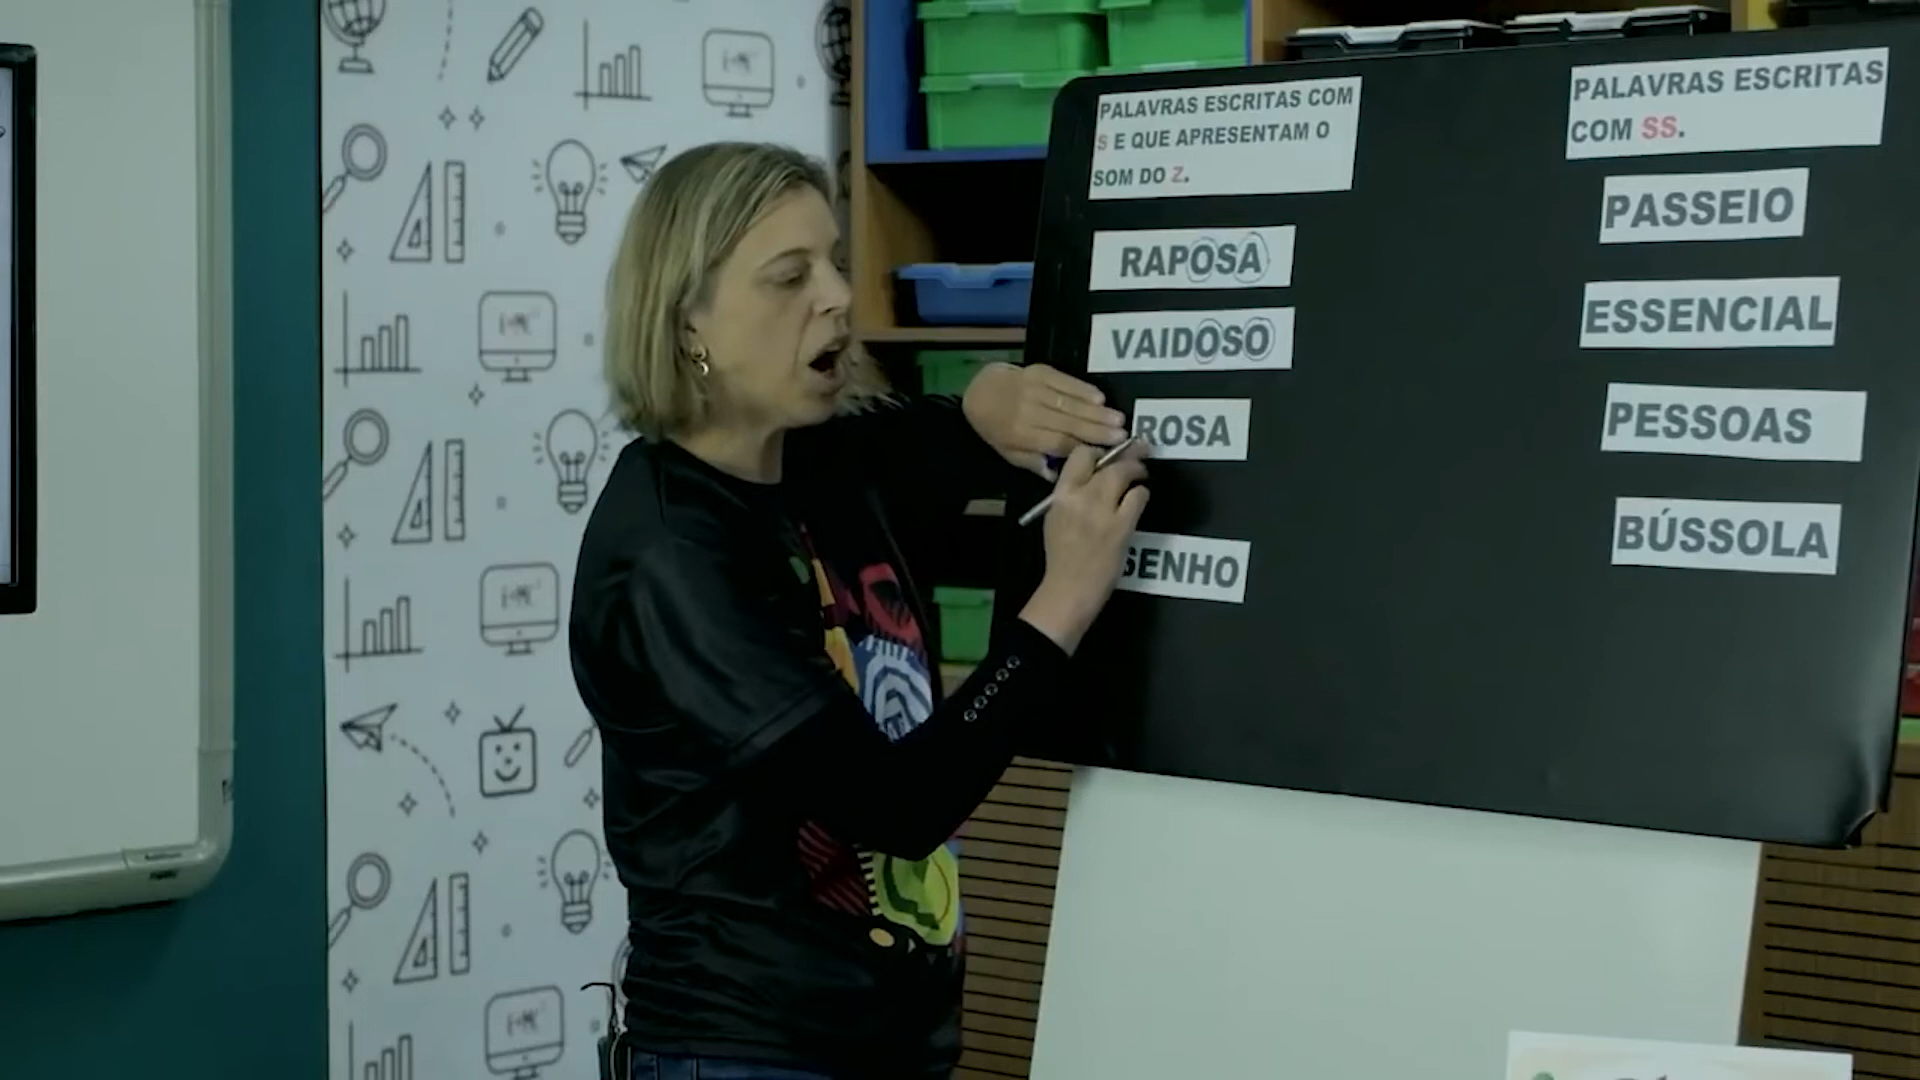 PALAVRAS ESCRITAS COM
S E QUE APRESENTAM O
SOM DO Z.
RAPOSA
VAIDOSO
ROSA
SENHO
PALAVRAS ESCRITAS
COM SS.
PASSEIO
ESSENCIAL
PESSOAS
BÚSSOLA